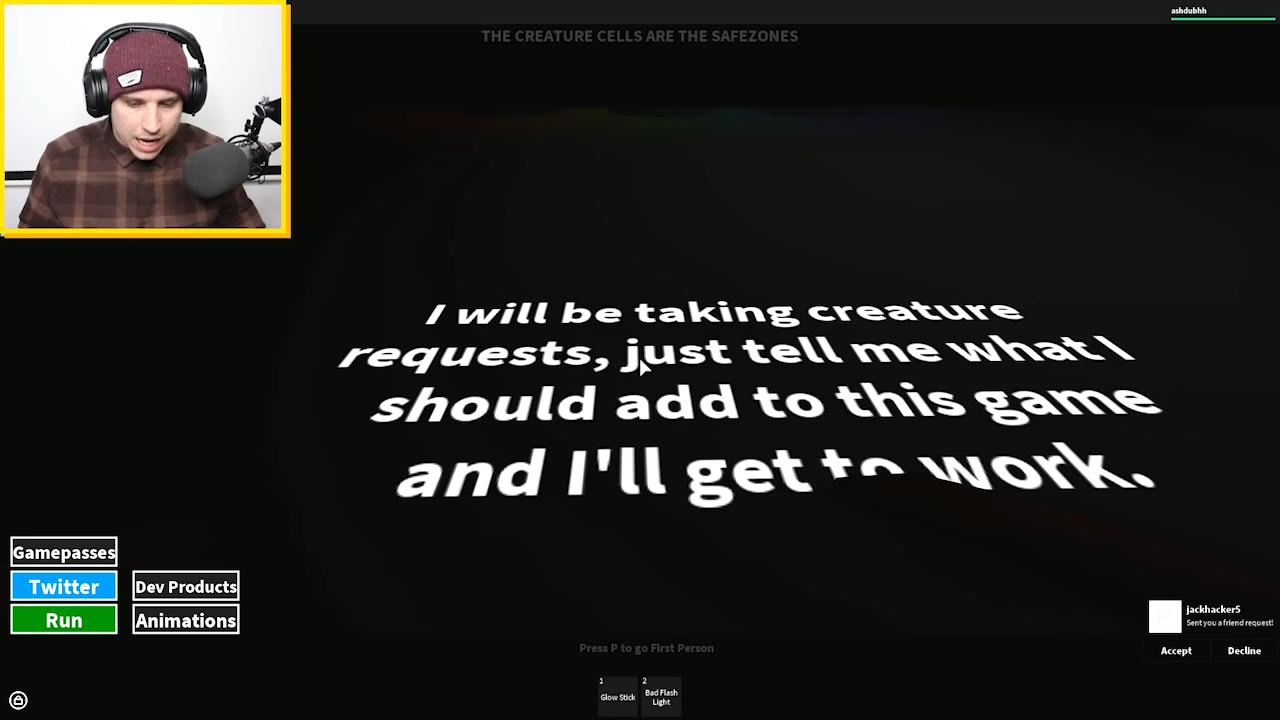 ashdubhh
THE CREATURE CELLS ARE THE SAFEZONES
I will be taking creature
requests, just tell me what I
should add to this game
and I'll get to work.
Gamepasses
Twitter
Dev Products
Run
Animations
jackhacker5
Sent you a friend request!
Accept
Decline
Press P to go First Person
1
Glow Stick
2
Bad Flash
Light